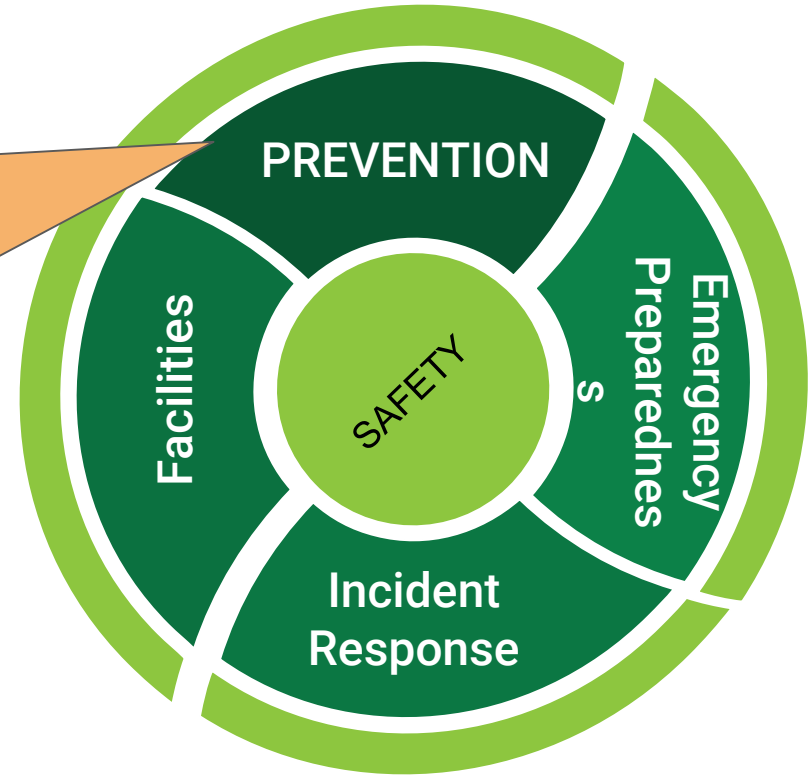 PREVENTION
Emergency
Preparednes
s
Incident
Response
Facilities
SAFETY